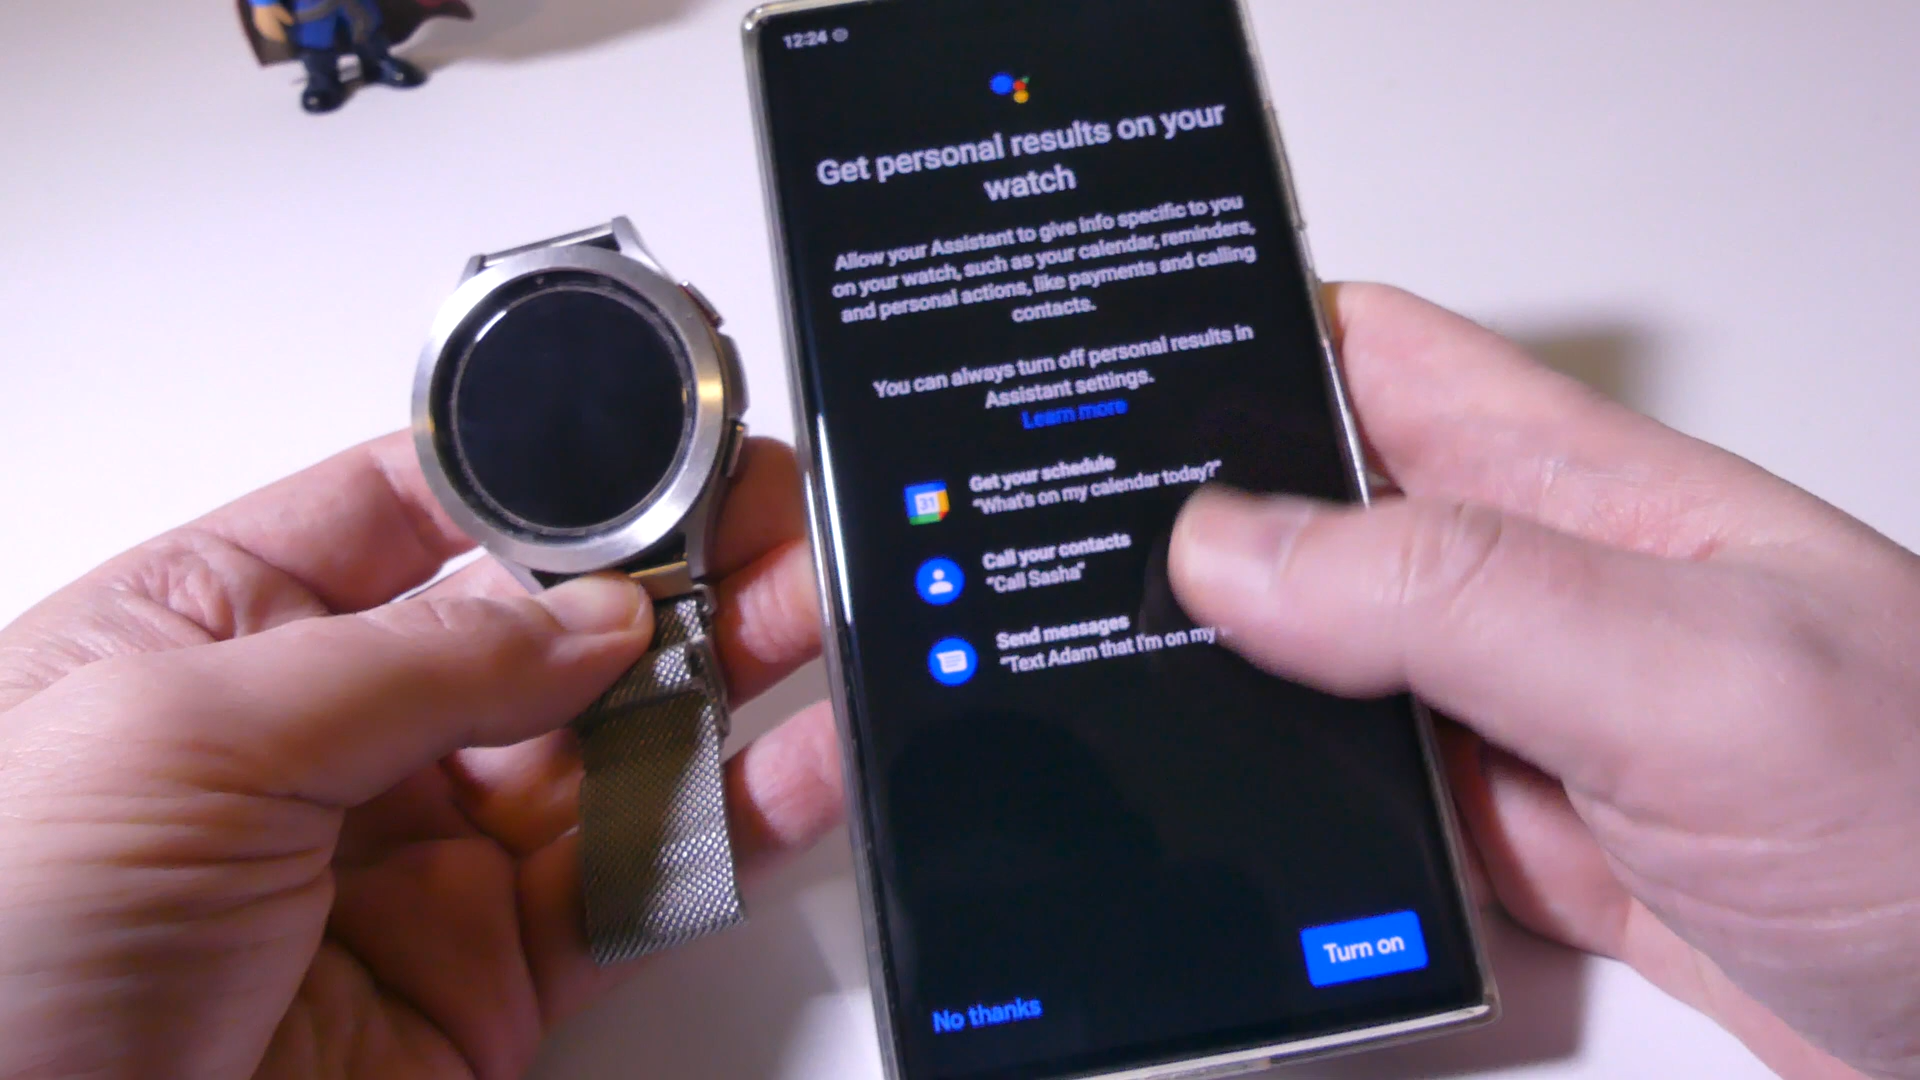 12:24
Get personal results on your
watch
Allow your Assistant to give info specific to you
on your watch, such as your calendar, reminders,
and personal actions, like payments and calling
contacts.
You can always turn off personal results in
Assistant settings.
Learn more
31
Get your schedule
"What's on my calendar today?"
Call your contacts
"Call Sasha"
Send messages
"Text Adam that I'm on my
Turn on
No thanks